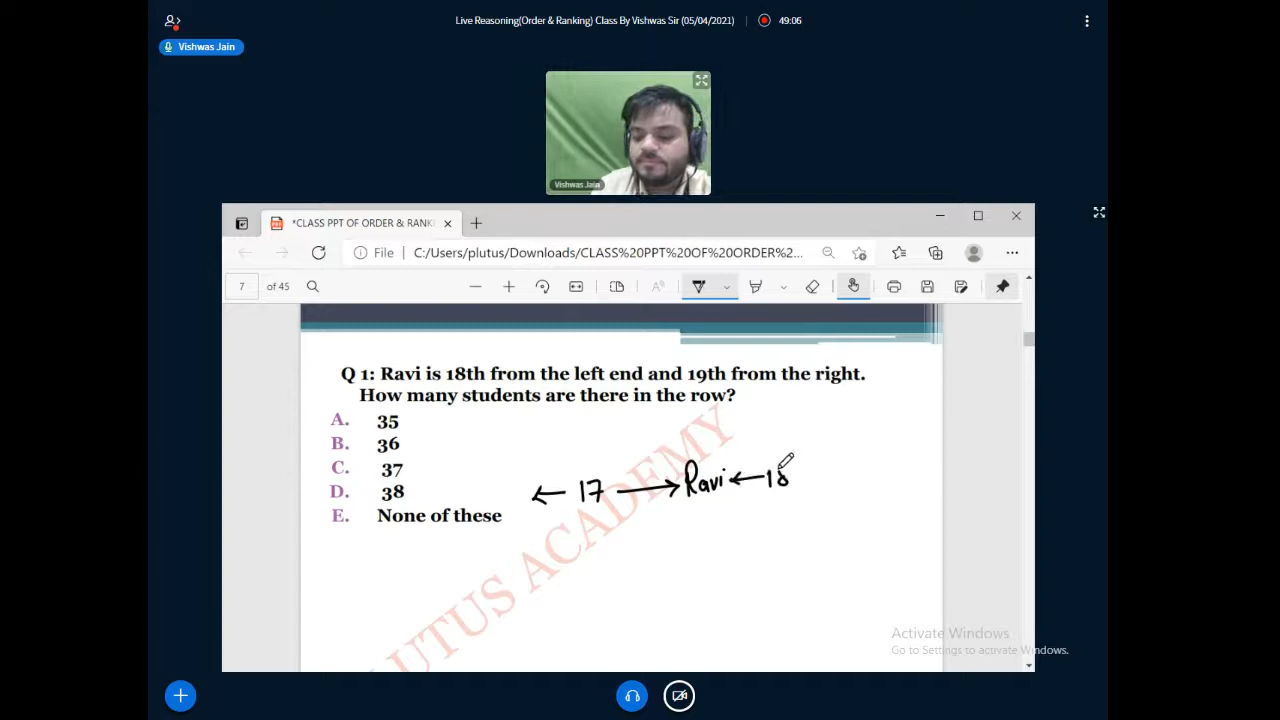 Live Reasoning(Order & Ranking) Class By Vishwas Sir (05/04/2021) 49:06
Vishwas Jain
Vishwas Jain
*CLASS PPT OF ORDER & RANKI
File C:/Users/plutus/Downloads/CLASS%20PPT%20OF%20ORDER%2...
7 of 45
Q 1: Ravi is 18th from the left end and 19th from the right.
How many students are there in the row?
A. 35
B. 36
C. 37
D. 38
E. None of these
← 17 → Ravi ← 18
PLUTUS ACADEMY
Activate Windows
Go to Settings to activate Windows.